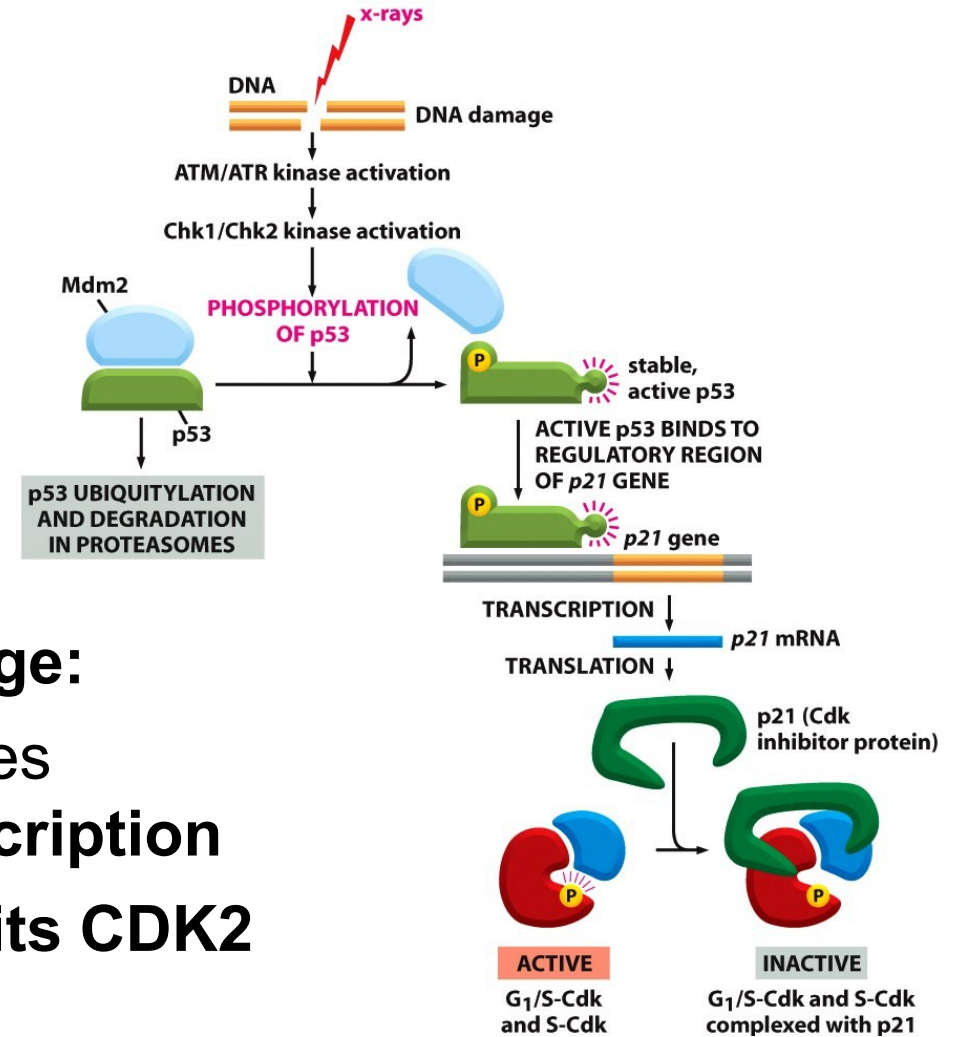 x-rays
DNA
DNA damage
ATM/ATR kinase activation
Chk1/Chk2 kinase activation
Mdm2
PHOSPHORYLATION
OF p53
P
stable,
active p53
p53
ACTIVE p53 BINDS TO
REGULATORY REGION
OF p21 GENE
p53 UBIQUITYLATION
AND DEGRADATION
IN PROTEASOMES
P
p21 gene
TRANSCRIPTION
p21 mRNA
TRANSLATION
p21 (Cdk
inhibitor protein)
ge:
es
cription
its CDK2
P
P
ACTIVE
INACTIVE
G1/S-Cdk
and S-Cdk
G1/S-Cdk and S-Cdk
complexed with p21